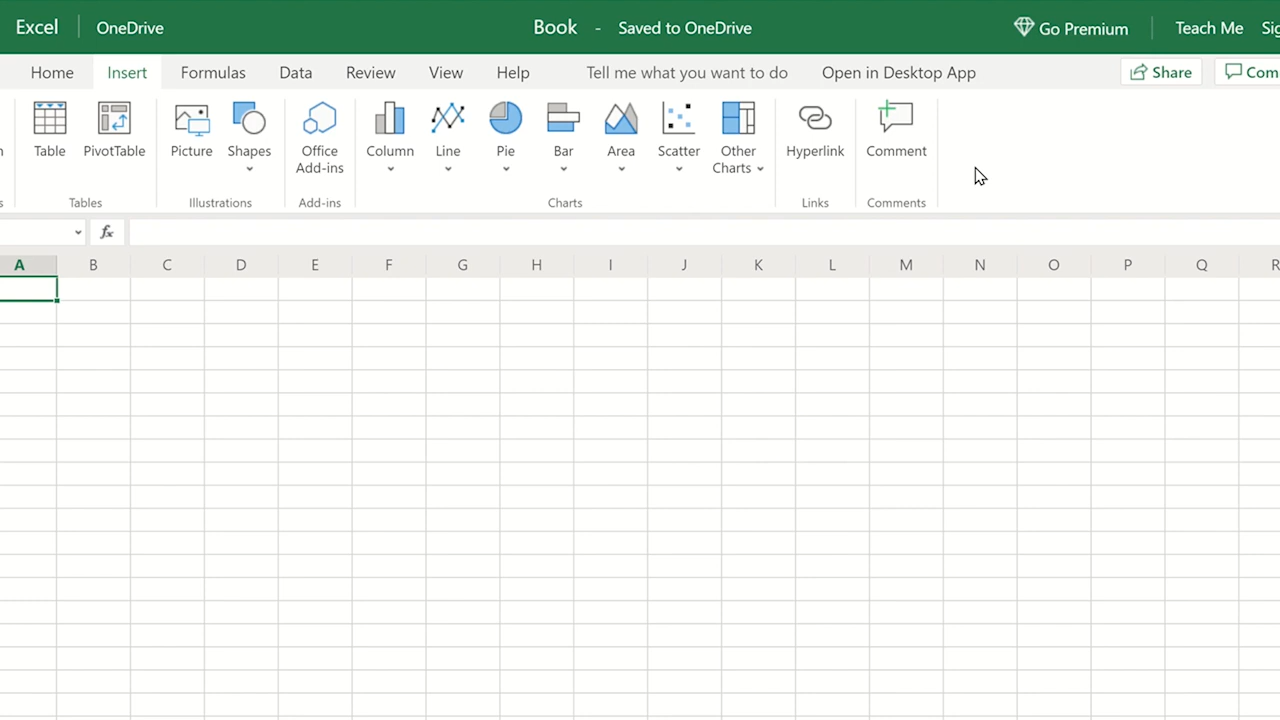 Excel OneDrive Book - Saved to OneDrive Go Premium Teach Me
Home Insert Formulas Data Review View Help Tell me what you want to do Open in Desktop App Share
Table PivotTable Picture Shapes Office Add-ins Column Line Pie Bar Area Scatter Other Charts Hyperlink Comment
Tables Illustrations Add-ins Charts Links Comments
fx
A B C D E F G H I J K L M N O P Q R